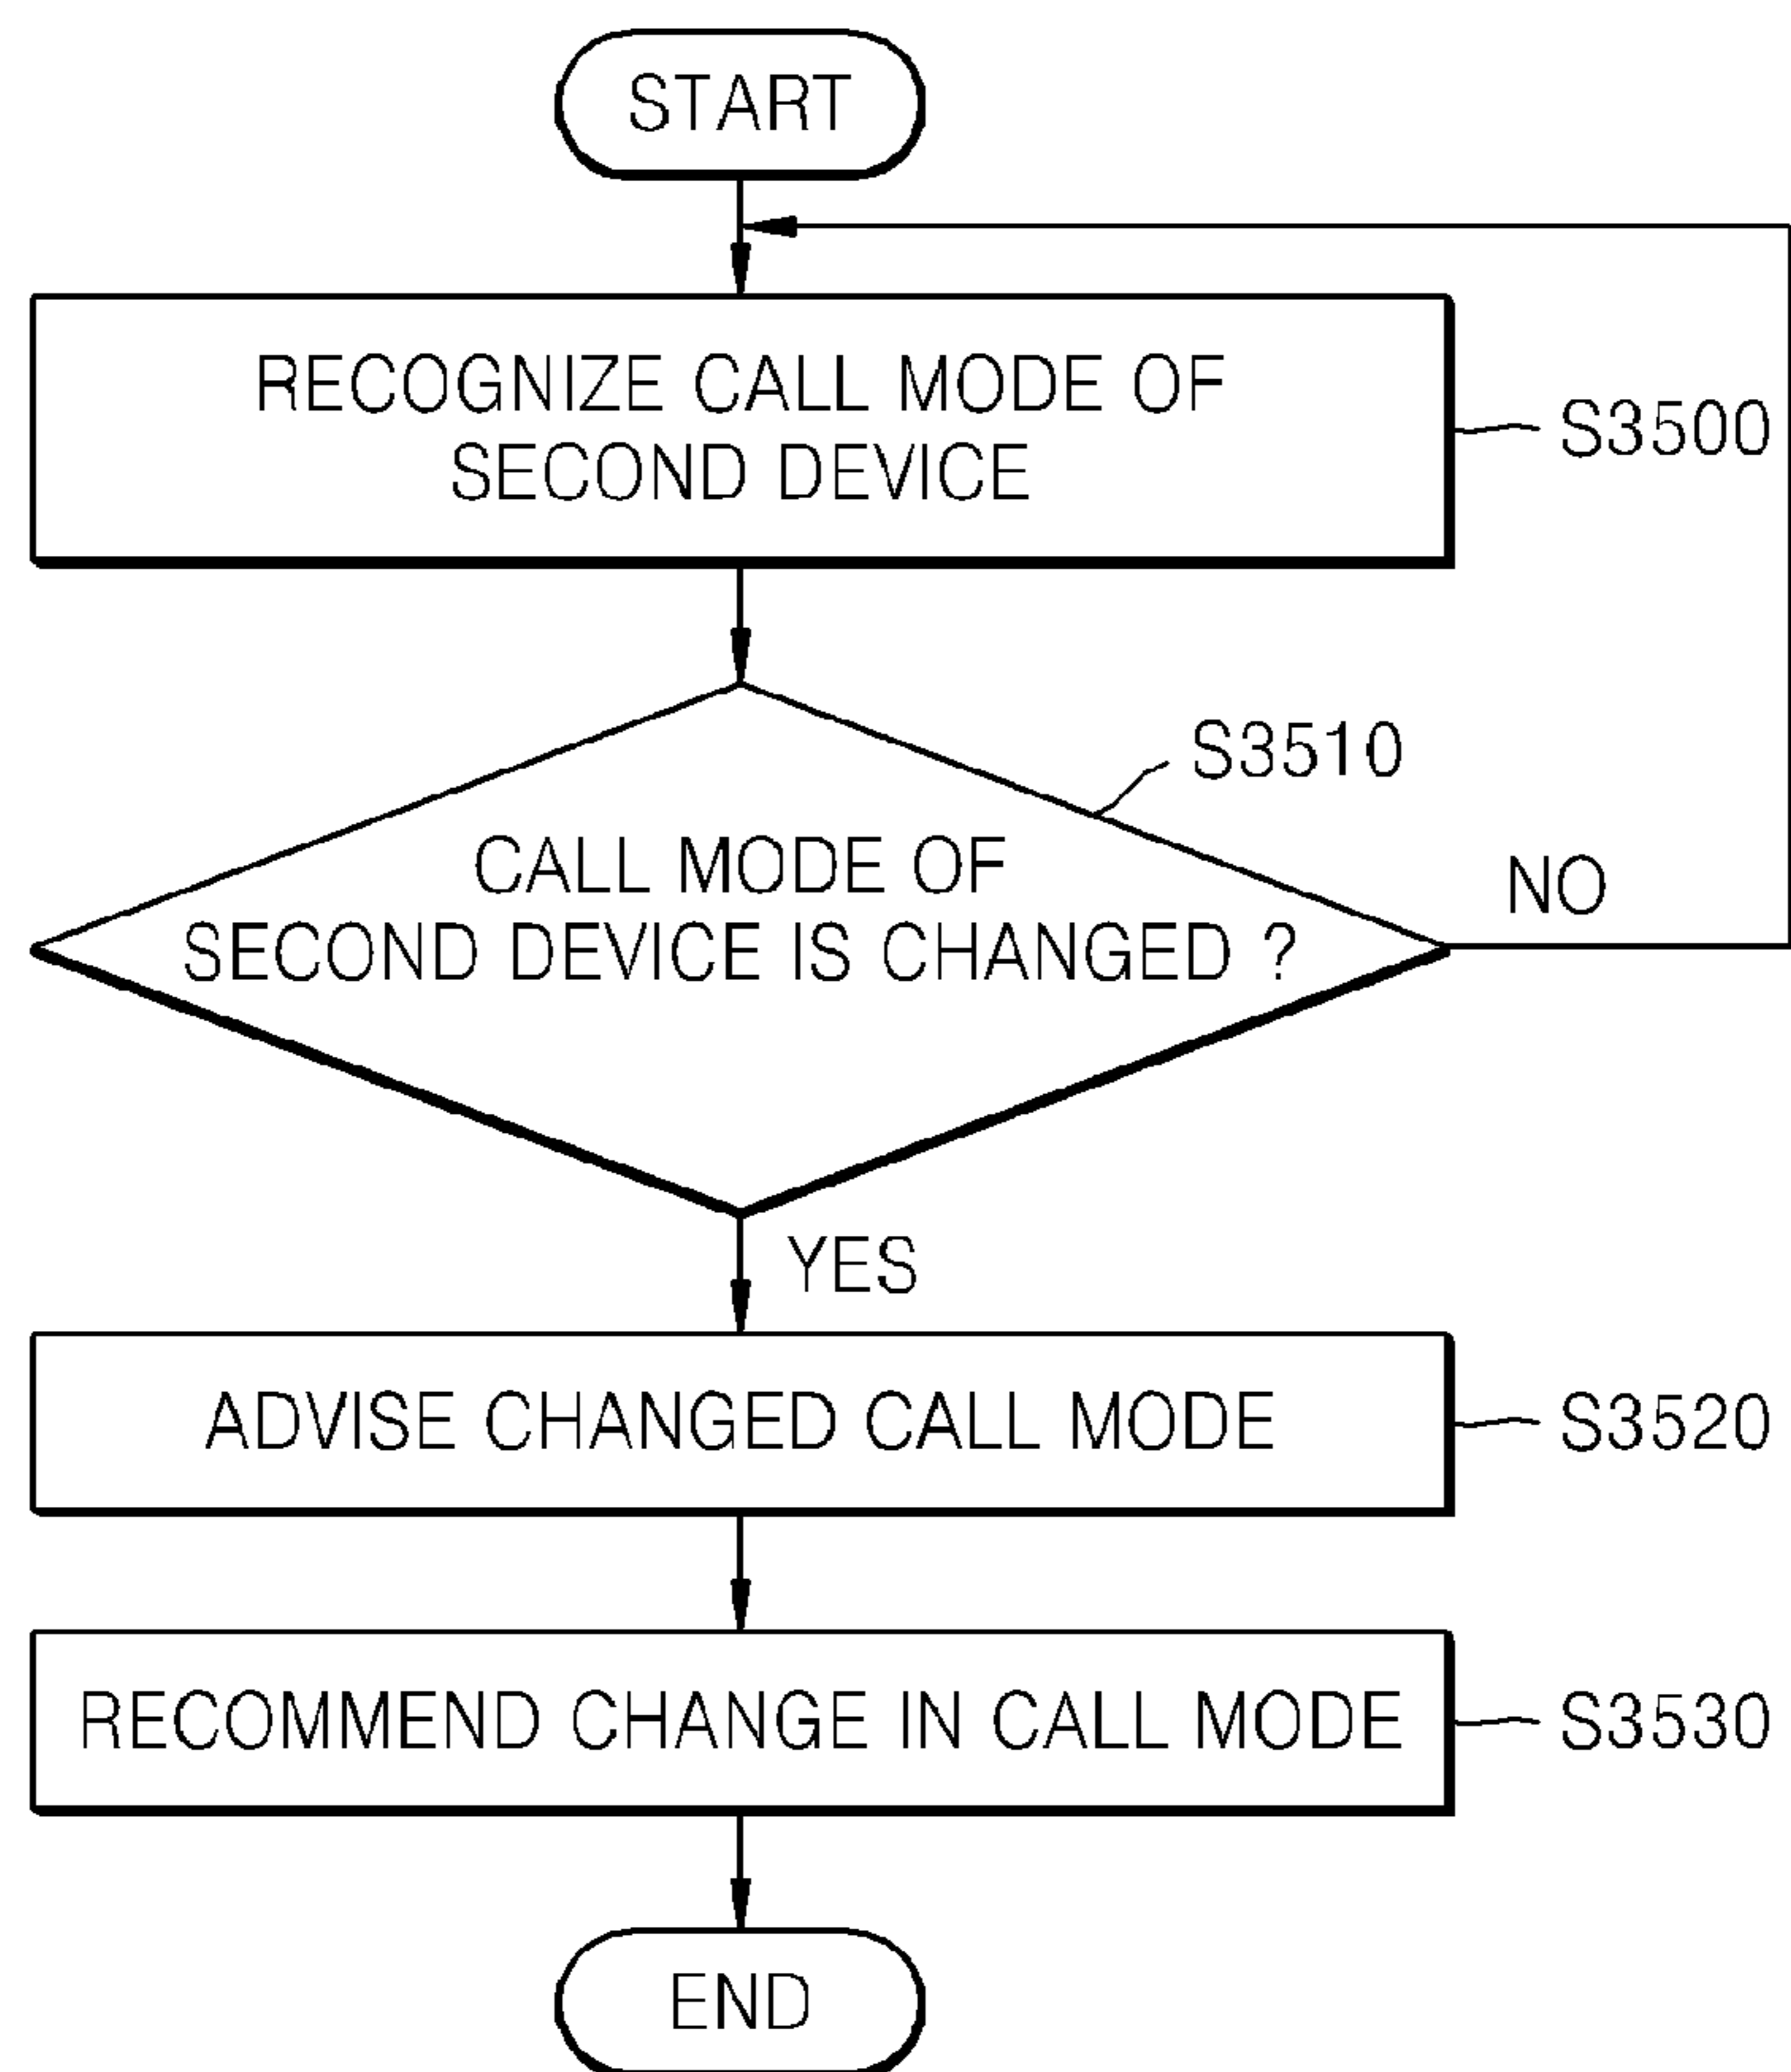 START
RECOGNIZE CALL MODE OF
SECOND DEVICE
S3500
S3510
CALL MODE OF
SECOND DEVICE IS CHANGED ?
NO
YES
ADVISE CHANGED CALL MODE
S3520
RECOMMEND CHANGE IN CALL MODE
S3530
END